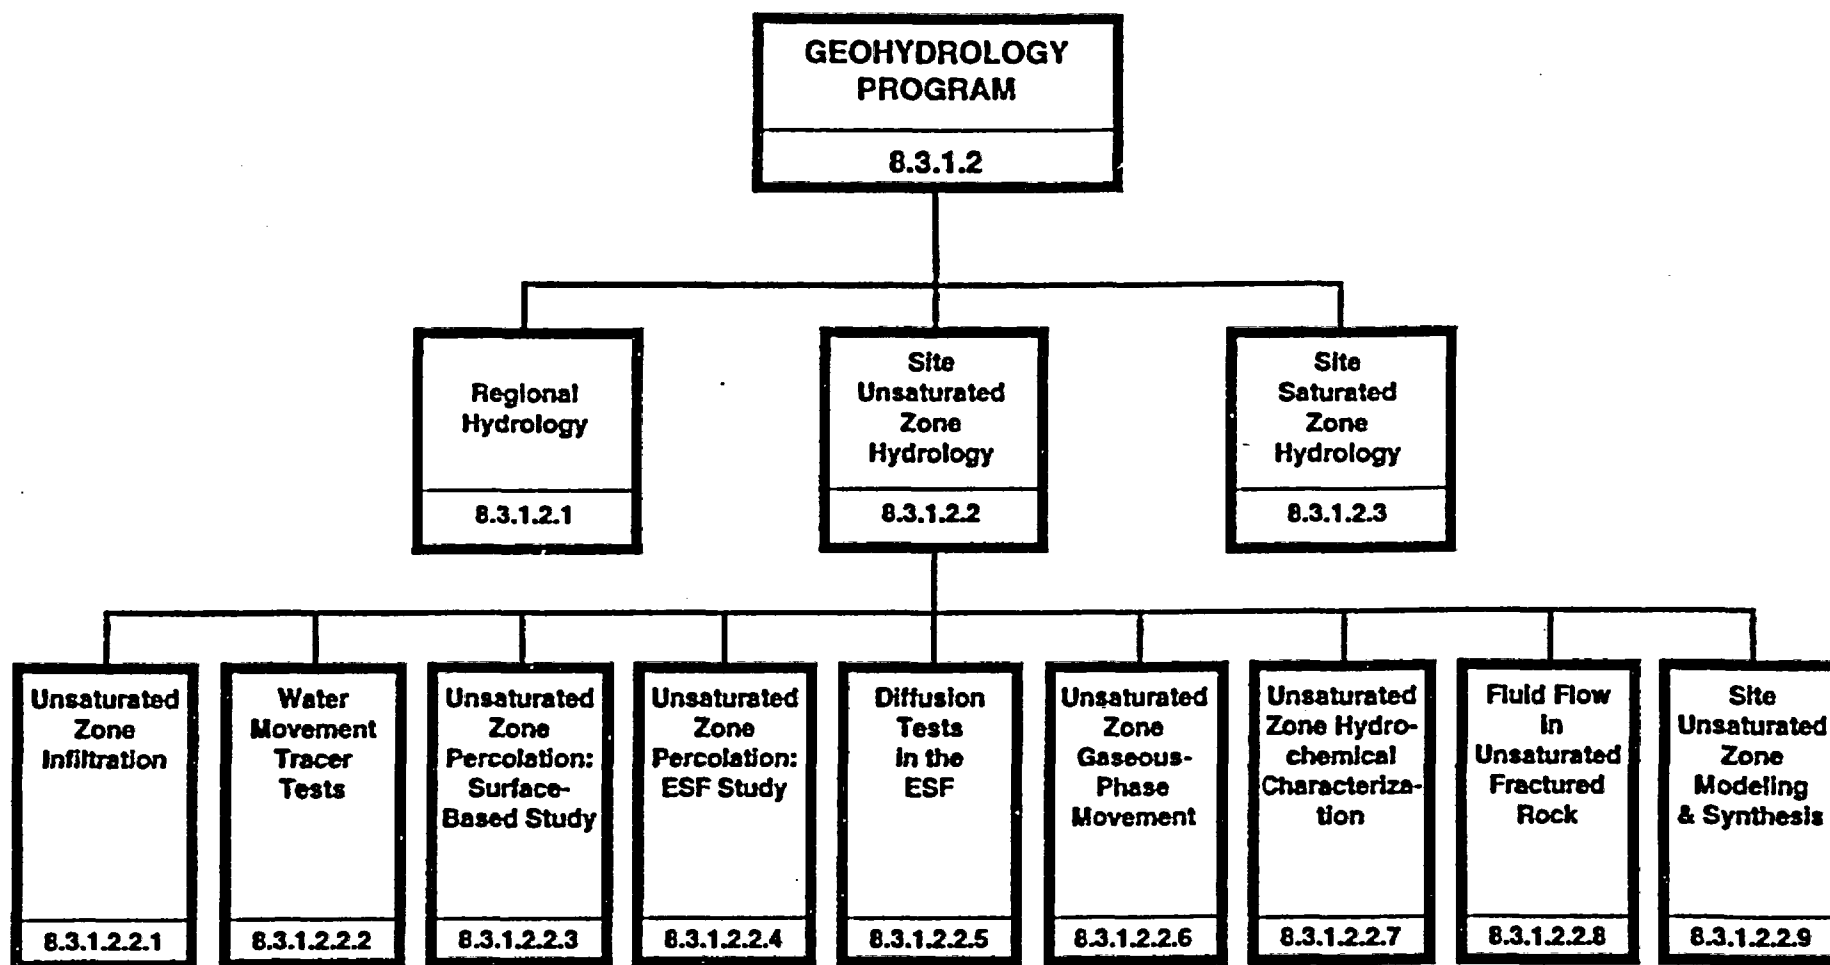 GEOHYDROLOGY
PROGRAM
8.3.1.2
Regional
Hydrology
8.3.1.2.1
Site
Unsaturated
Zone
Hydrology
8.3.1.2.2
Site
Saturated
Zone
Hydrology
8.3.1.2.3
Unsaturated
Zone
Infiltration
8.3.1.2.2.1
Water
Movement
Tracer
Tests
8.3.1.2.2.2
Unsaturated
Zone
Percolation:
Surface-
Based Study
8.3.1.2.2.3
Unsaturated
Zone
Percolation:
ESF Study
8.3.1.2.2.4
Diffusion
Tests
in the
ESF
8.3.1.2.2.5
Unsaturated
Zone
Gaseous-
Phase
Movement
8.3.1.2.2.6
Unsaturated
Zone Hydro-
chemical
Characteriza-
tion
8.3.1.2.2.7
Fluid Flow
in
Unsaturated
Fractured
Rock
8.3.1.2.2.8
Site
Unsaturated
Zone
Modeling
& Synthesis
8.3.1.2.2.9